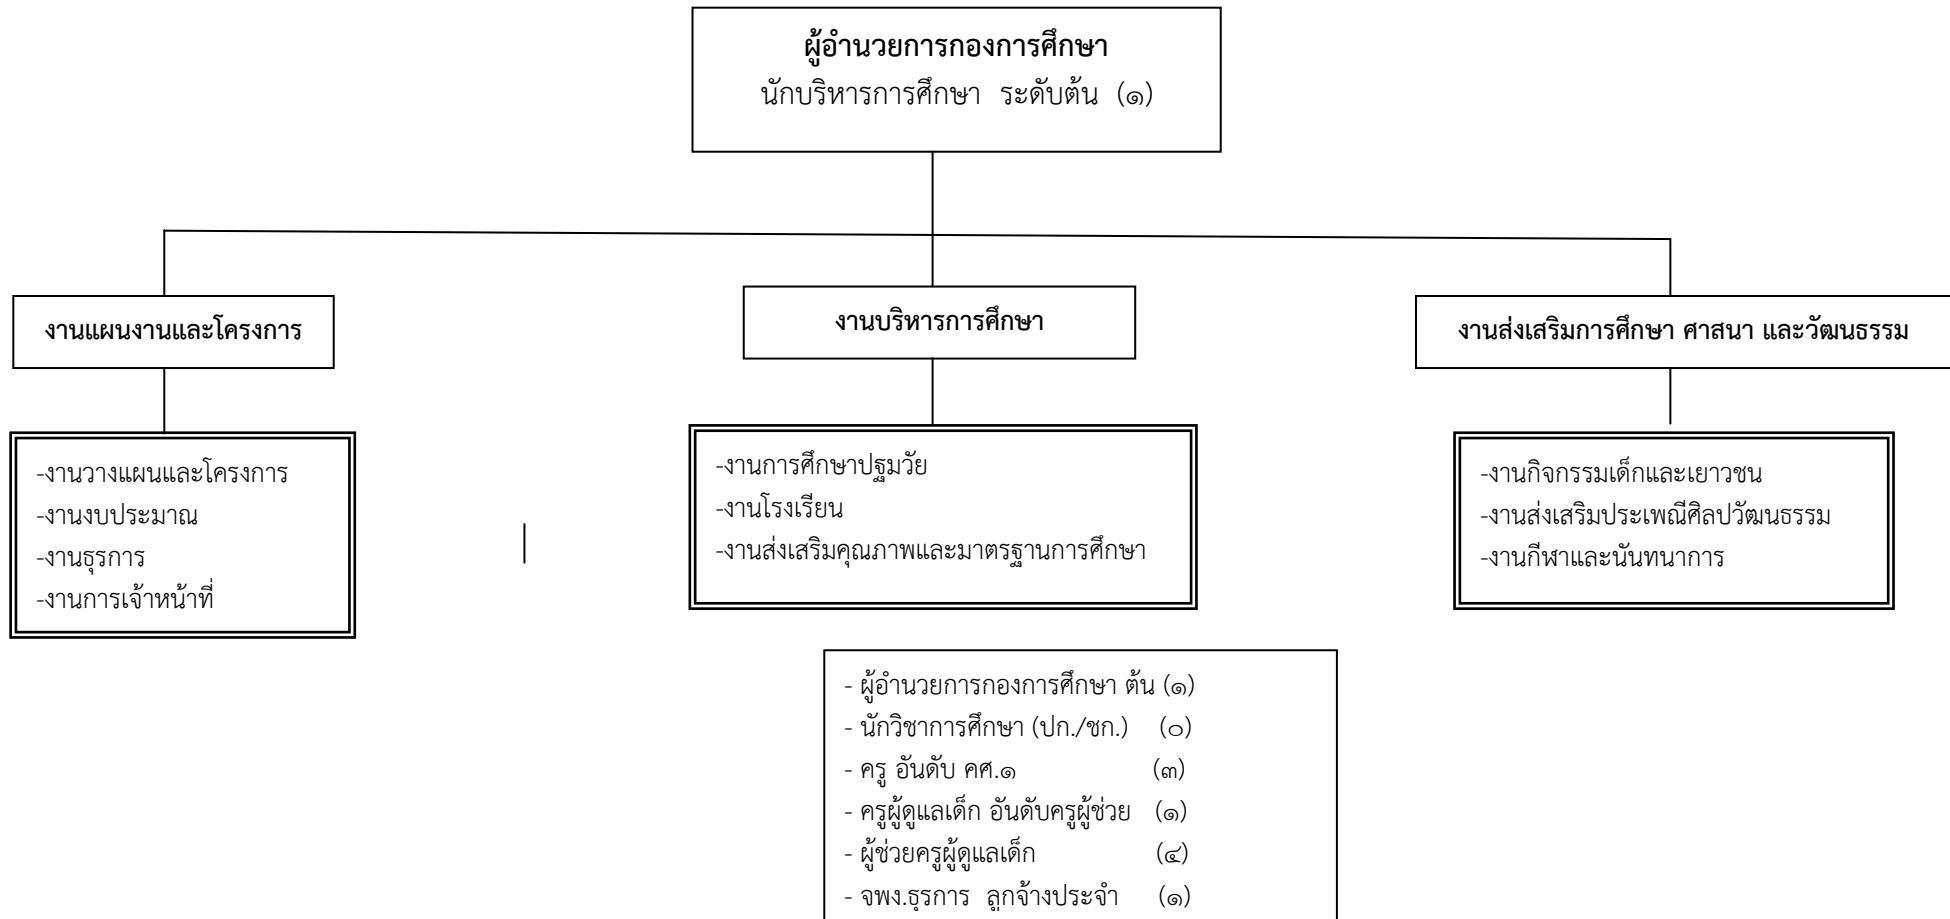 ผู้อำนวยการกองการศึกษา
นักบริหารการศึกษา ระดับต้น (๑)
งานแผนงานและโครงการ
งานบริหารการศึกษา
งานส่งเสริมการศึกษา ศาสนา และวัฒนธรรม
-งานวางแผนและโครงการ
-งานงบประมาณ
-งานธุรการ
-งานการเจ้าหน้าที่
-งานการศึกษาปฐมวัย
-งานโรงเรียน
-งานส่งเสริมคุณภาพและมาตรฐานการศึกษา
-งานกิจกรรมเด็กและเยาวชน
-งานส่งเสริมประเพณีศิลปวัฒนธรรม
-งานกีฬาและนันทนาการ
- ผู้อำนวยการกองการศึกษา ต้น (๑)
- นักวิชาการศึกษา (ปก./ชก.) (๐)
- ครู อันดับ คศ.๑ (๓)
- ครูผู้ดูแลเด็ก อันดับครูผู้ช่วย (๑)
- ผู้ช่วยครูผู้ดูแลเด็ก (๔)
- จพง.ธุรการ ลูกจ้างประจำ (๑)